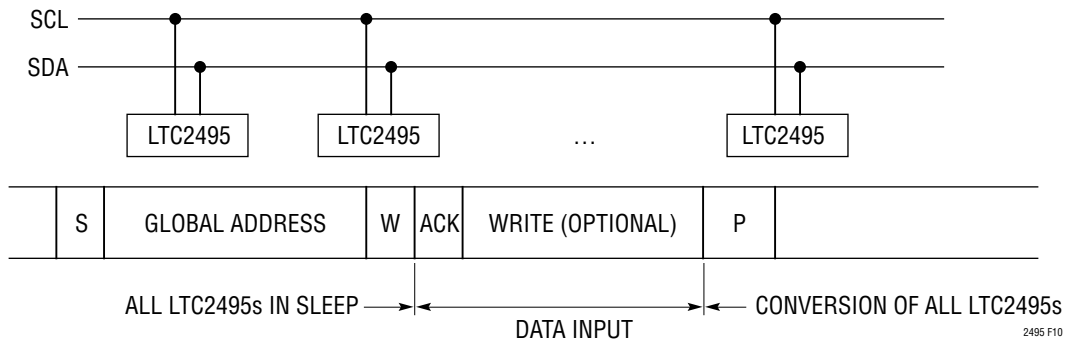 SCL
SDA
LTC2495 LTC2495 … LTC2495
S GLOBAL ADDRESS W ACK WRITE (OPTIONAL) P
ALL LTC2495s IN SLEEP CONVERSION OF ALL LTC2495s
DATA INPUT
2495 F10